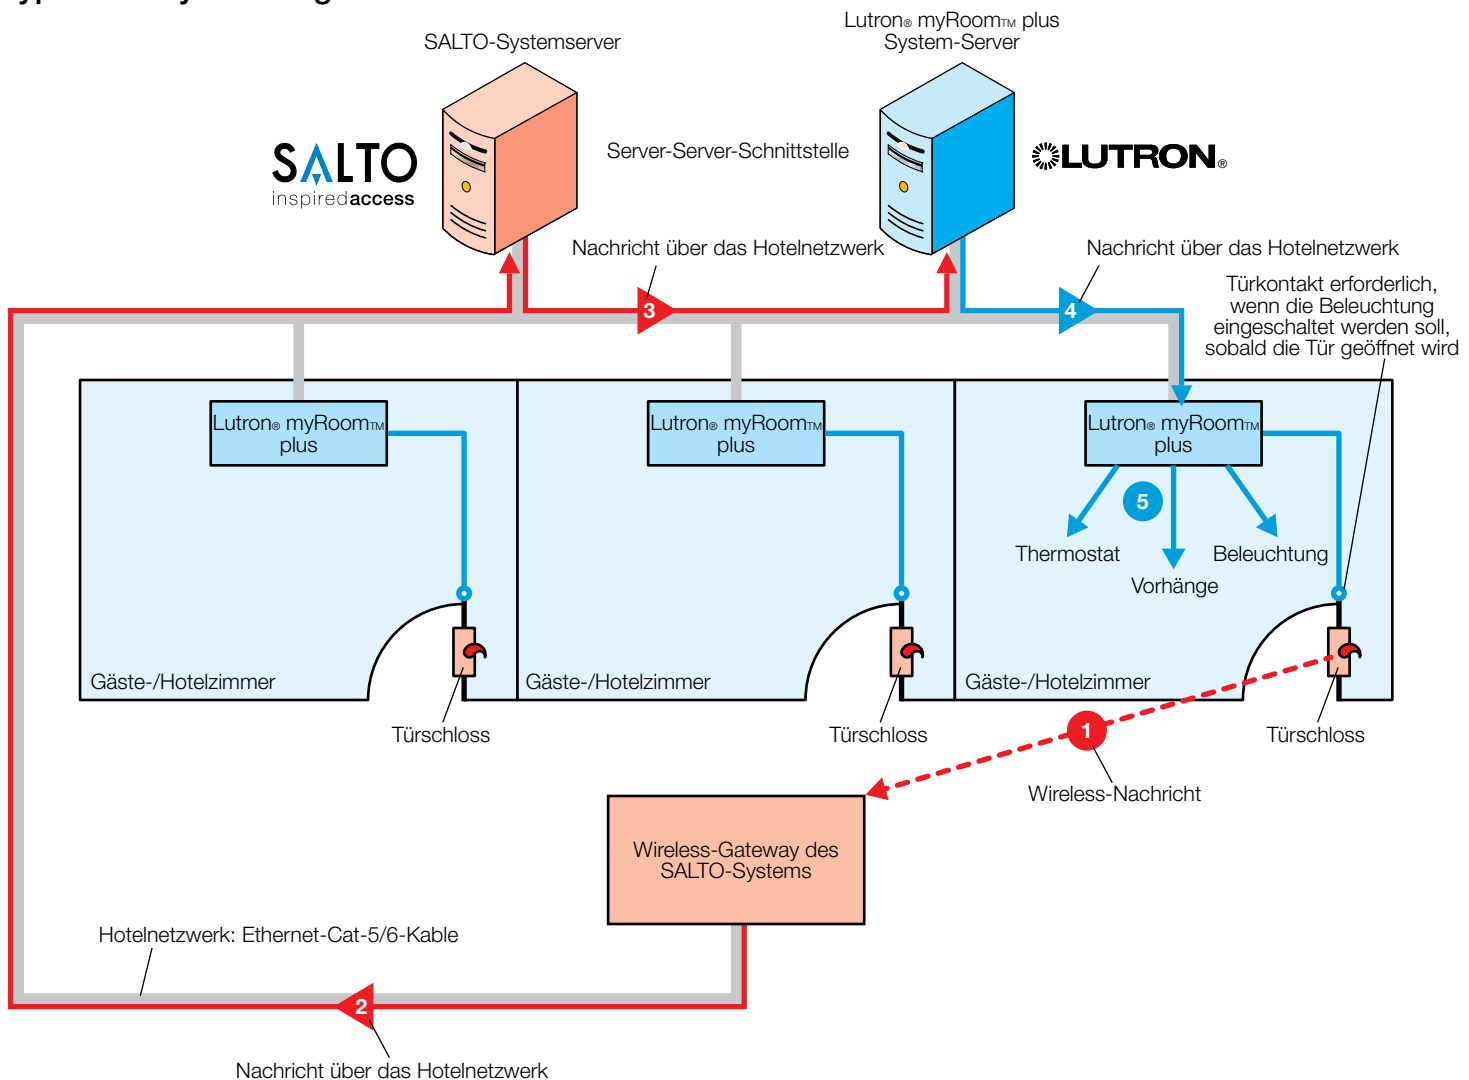 Lutron® myRoom™ plus
System-Server
SALTO-Systemserver
SALTO
inspiredaccess
Server-Server-Schnittstelle
LUTRON®
Nachricht über das Hotelnetzwerk
Nachricht über das Hotelnetzwerk
Türkontakt erforderlich,
wenn die Beleuchtung
eingeschaltet werden soll,
sobald die Tür geöffnet wird
3
4
Lutron® myRoom™
plus
Lutron® myRoom™
plus
Lutron® myRoom™
plus
5
Thermostat
Beleuchtung
Vorhänge
Gäste-/Hotelzimmer
Gäste-/Hotelzimmer
Gäste-/Hotelzimmer
Türschloss
Türschloss
1
Türschloss
Wireless-Nachricht
Wireless-Gateway des
SALTO-Systems
Hotelnetzwerk: Ethernet-Cat-5/6-Kable
2
Nachricht über das Hotelnetzwerk